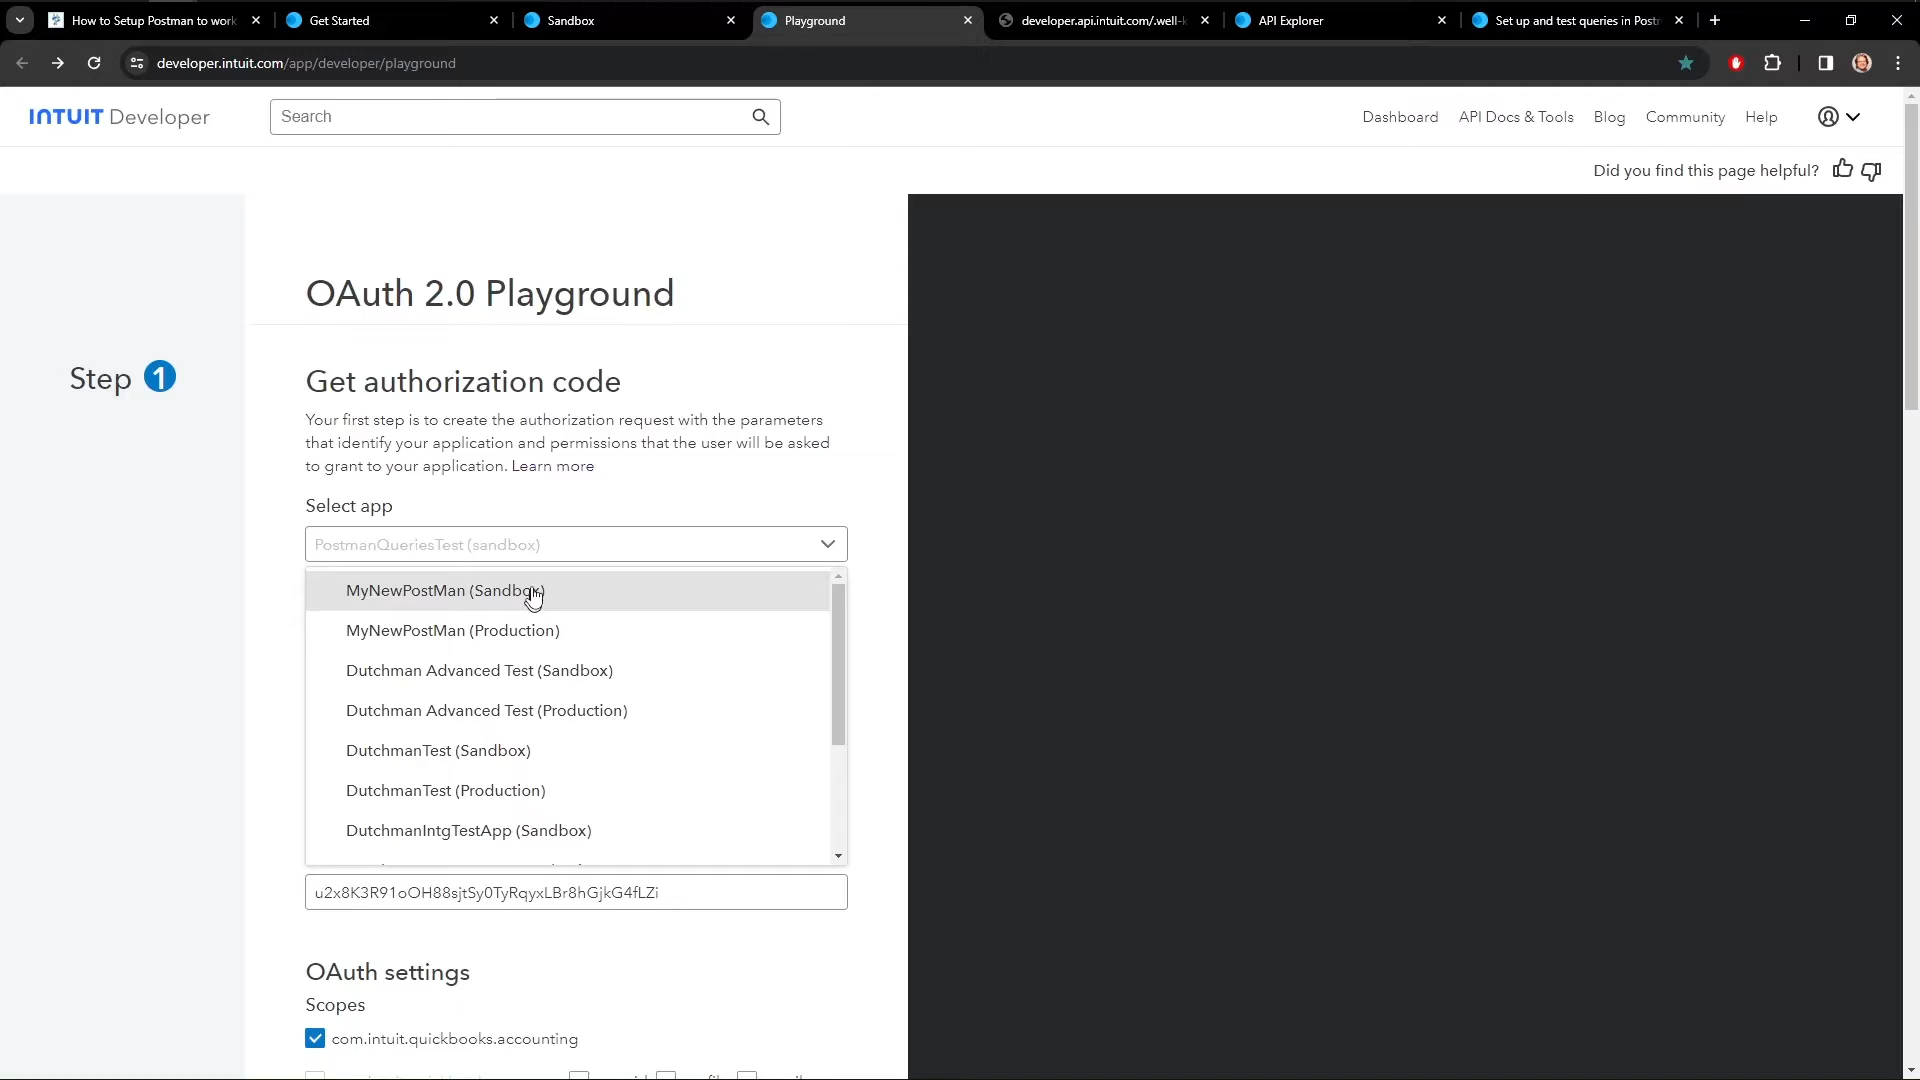 How to Setup Postman to work
Get Started
Sandbox
Playground
developer.api.intuit.com/.well-k
API Explorer
Set up and test queries in Postm
developer.intuit.com/app/developer/playground
INTUIT Developer
Search
Dashboard
API Docs & Tools
Blog
Community
Help
Did you find this page helpful?
OAuth 2.0 Playground
Step 1
Get authorization code
Your first step is to create the authorization request with the parameters
that identify your application and permissions that the user will be asked
to grant to your application. Learn more
Select app
PostmanQueriesTest (sandbox)
MyNewPostMan (Sandbox)
MyNewPostMan (Production)
Dutchman Advanced Test (Sandbox)
Dutchman Advanced Test (Production)
DutchmanTest (Sandbox)
DutchmanTest (Production)
DutchmanIntgTestApp (Sandbox)
u2x8K3R91oOH88sjtSy0TyRqyxLBr8hGjkG4fLZi
OAuth settings
Scopes
com.intuit.quickbooks.accounting